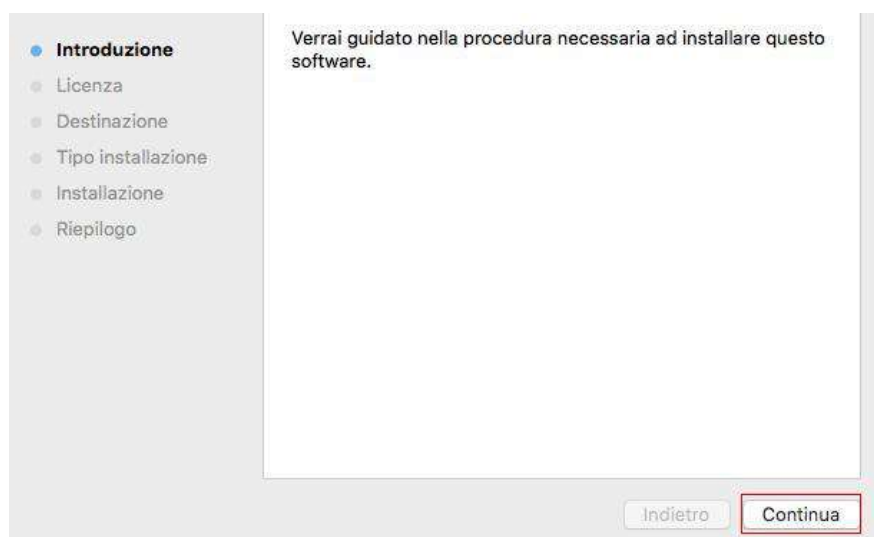 Introduzione
Licenza
Destinazione
Tipo installazione
Installazione
Riepilogo
Verrai guidato nella procedura necessaria ad installare questo
software.
Indietro
Continua